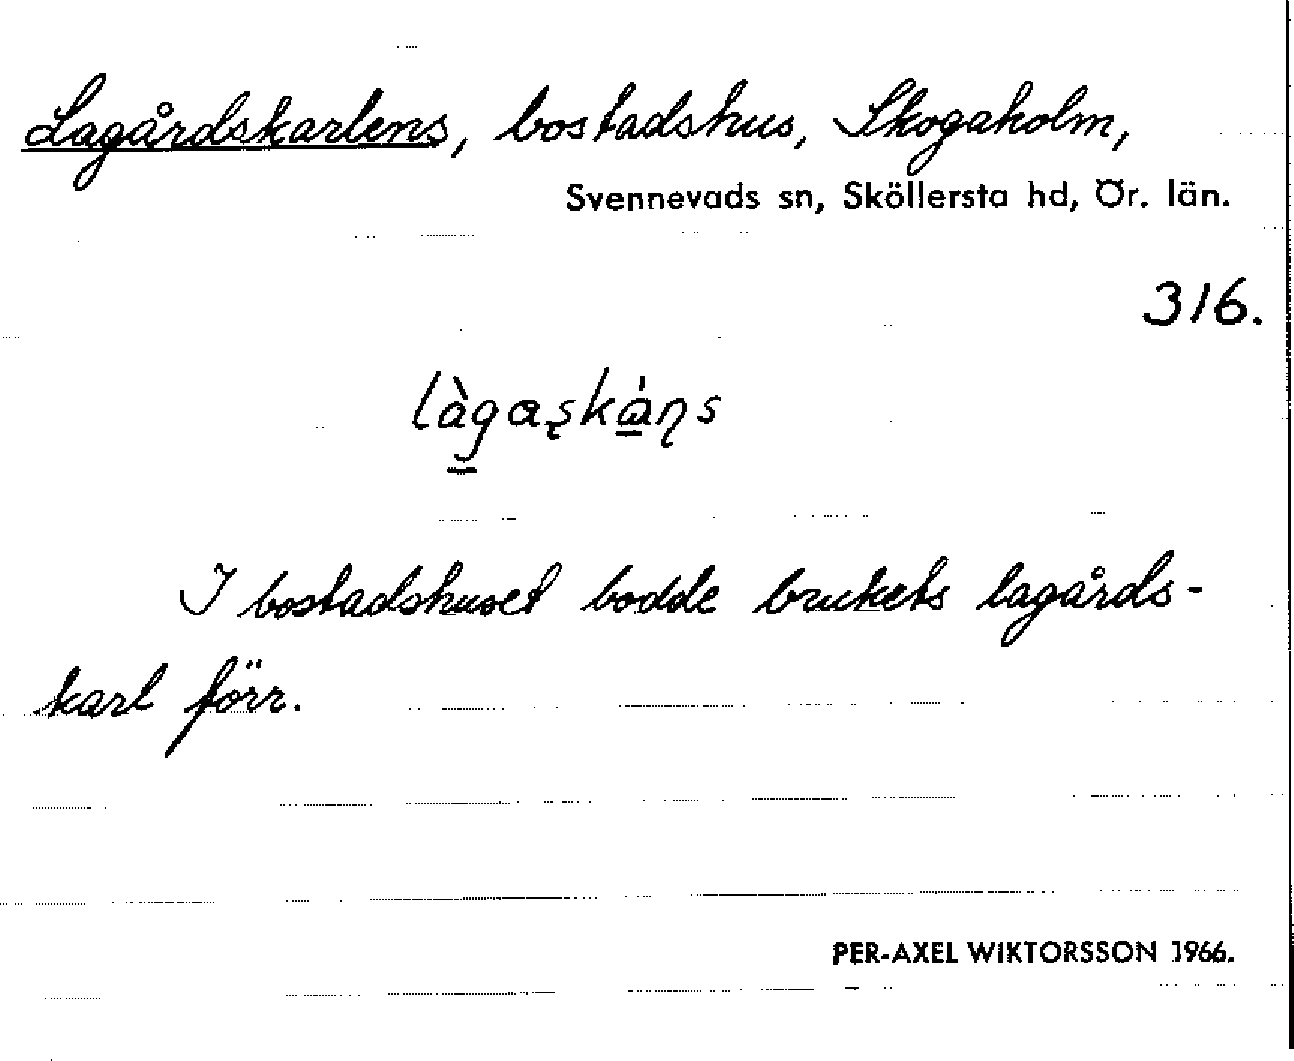 Lagårdskarlens, bostadshus, Skogaholm,
Svennevads sn, Sköllersta hd, Ör. län.
316.
làgaʂkáɳs
I bostadshuset bodde brukets lagårds-
karl förr.
PER-AXEL WIKTORSSON 1966.